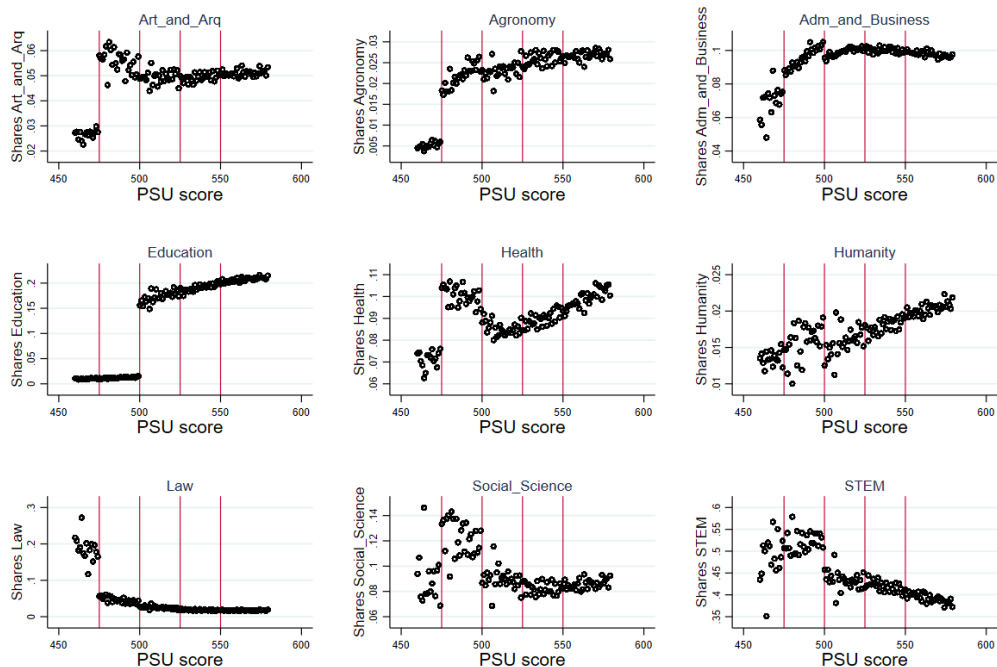 Art_and_Arq
Shares Art_and_Arq
.06
.05
.04
.03
.02
450 500 550 600
PSU score
Agronomy
Shares Agronomy
.03
.025
.02
.015
.01
.005
450 500 550 600
PSU score
Adm_and_Business
Shares Adm_and_Business
.1
.08
.06
.04
450 500 550 600
PSU score
Education
Shares Education
.2
.15
.1
.05
0
450 500 550 600
PSU score
Health
Shares Health
.11
.1
.09
.08
.07
.06
450 500 550 600
PSU score
Humanity
Shares Humanity
.025
.02
.015
.01
450 500 550 600
PSU score
Law
Shares Law
.3
.2
.1
0
450 500 550 600
PSU score
Social_Science
Shares Social_Science
.14
.12
.1
.08
.06
450 500 550 600
PSU score
STEM
Shares STEM
.6
.55
.5
.45
.4
.35
450 500 550 600
PSU score